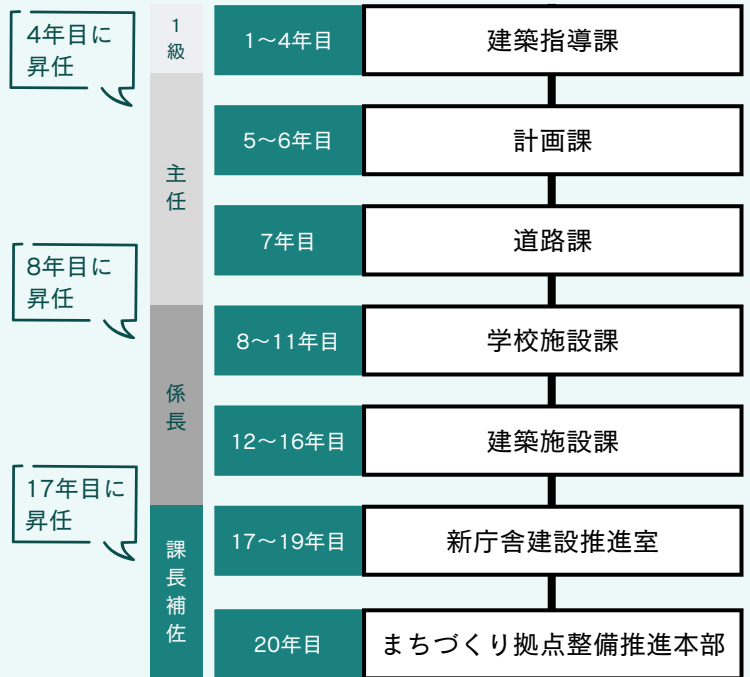 4年目に
昇任
1級
1〜4年目
建築指導課
主任
5〜6年目
計画課
7年目
道路課
8年目に
昇任
係長
8〜11年目
学校施設課
12〜16年目
建築施設課
17年目に
昇任
課長補佐
17〜19年目
新庁舎建設推進室
20年目
まちづくり拠点整備推進本部